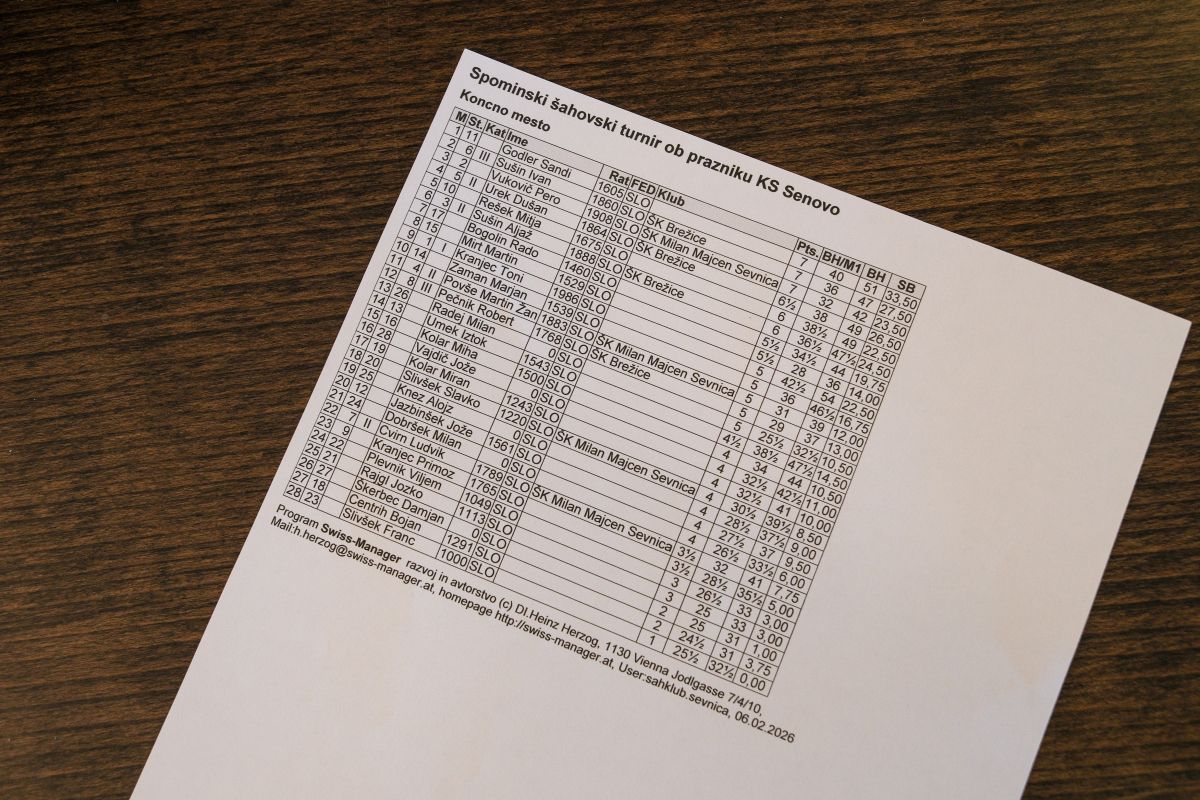 Spominski šahovski turnir ob prazniku KS Senovo
Koncno mesto
M St. Kat Ime Rat FED Klub Pts. BH/M1 BH SB
1 11 Godler Sandi 1605 SLO 7 40 51 33,50
2 6 III Sušin Ivan 1860 SLO ŠK Brežice 7 36 47 27,50
3 2 Vukovič Pero 1908 SLO ŠK Milan Majcen Sevnica 7 32 42 23,50
4 5 II Urek Dušan 1864 SLO ŠK Brežice 6½ 38 49 26,50
5 10 Rešek Mitja 1675 SLO 6 38½ 49 22,50
6 3 II Sušin Aljaž 1888 SLO ŠK Brežice 6 36½ 47½ 24,50
7 17 Bogolin Rado 1460 SLO 5½ 34½ 19,75
8 15 Mirt Martin 1529 SLO 5½ 28 36 14,00
9 1 I Kranjec Toni 1986 SLO 5 42½ 54 22,50
10 14 Zaman Marjan 1539 SLO 5 36 46½ 16,75
11 4 II Povše Martin Žan 1883 SLO ŠK Milan Majcen Sevnica 5 31 39 12,00
12 8 III Pečnik Robert 1768 SLO ŠK Brežice 5 29 37 13,00
13 26 Radej Milan 0 SLO 5 25½ 32½ 10,50
14 13 Umek Iztok 1543 SLO 4½ 38½ 47½ 14,50
15 16 Kolar Miha 1500 SLO 4 34 44 10,50
16 28 Vajdič Jože 0 SLO 4 32½ 42½ 11,00
17 19 Kolar Miran 1243 SLO 4 32½ 41 10,00
18 20 Slivšek Slavko 1220 SLO ŠK Milan Majcen Sevnica 4 30½ 39½ 8,50
19 25 Knez Alojz 0 SLO 4 28½ 37½ 9,00
20 12 Jazbinšek Jože 1561 SLO 4 27½ 37 9,50
21 24 Dobršek Milan 0 SLO 4 26½ 33½ 6,00
22 7 II Cvirn Ludvik 1789 SLO ŠK Milan Majcen Sevnica 3½ 32 41 7,75
23 9 Kranjec Primoz 1765 SLO 3½ 28½ 35½ 5,00
24 22 Plevnik Viljem 1049 SLO 3 26½ 33 3,00
25 21 Rajgl Jozko 1113 SLO 3 25 33 3,00
26 27 Škerbec Damjan 0 SLO 2 25 31 1,00
27 18 Centrih Bojan 1291 SLO 2 24½ 31 3,75
28 23 Slivšek Franc 1000 SLO 1 25½ 32½ 0,00
Program Swiss-Manager razvoj in avtorstvo (c) DI.Heinz Herzog, 1130 Vienna Jodlgasse 7/4/10,
Mail:h.herzog@swiss-manager.at, homepage http://swiss-manager.at, User:sahklub.sevnica, 06.02.2026